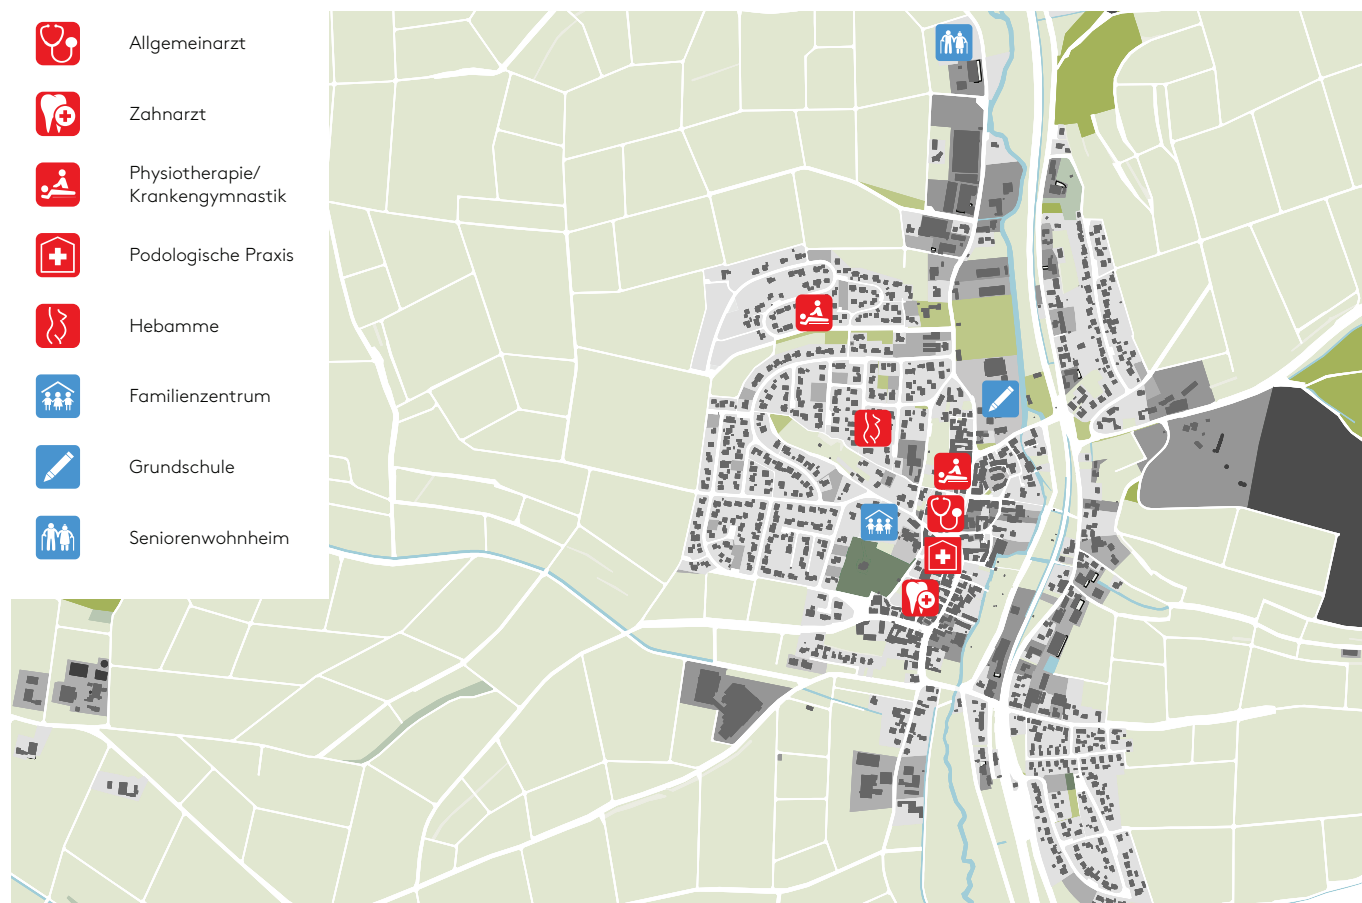 Allgemeinarzt
Zahnarzt
Physiotherapie/
Krankengymnastik
Podologische Praxis
Hebamme
Familienzentrum
Grundschule
Seniorenwohnheim